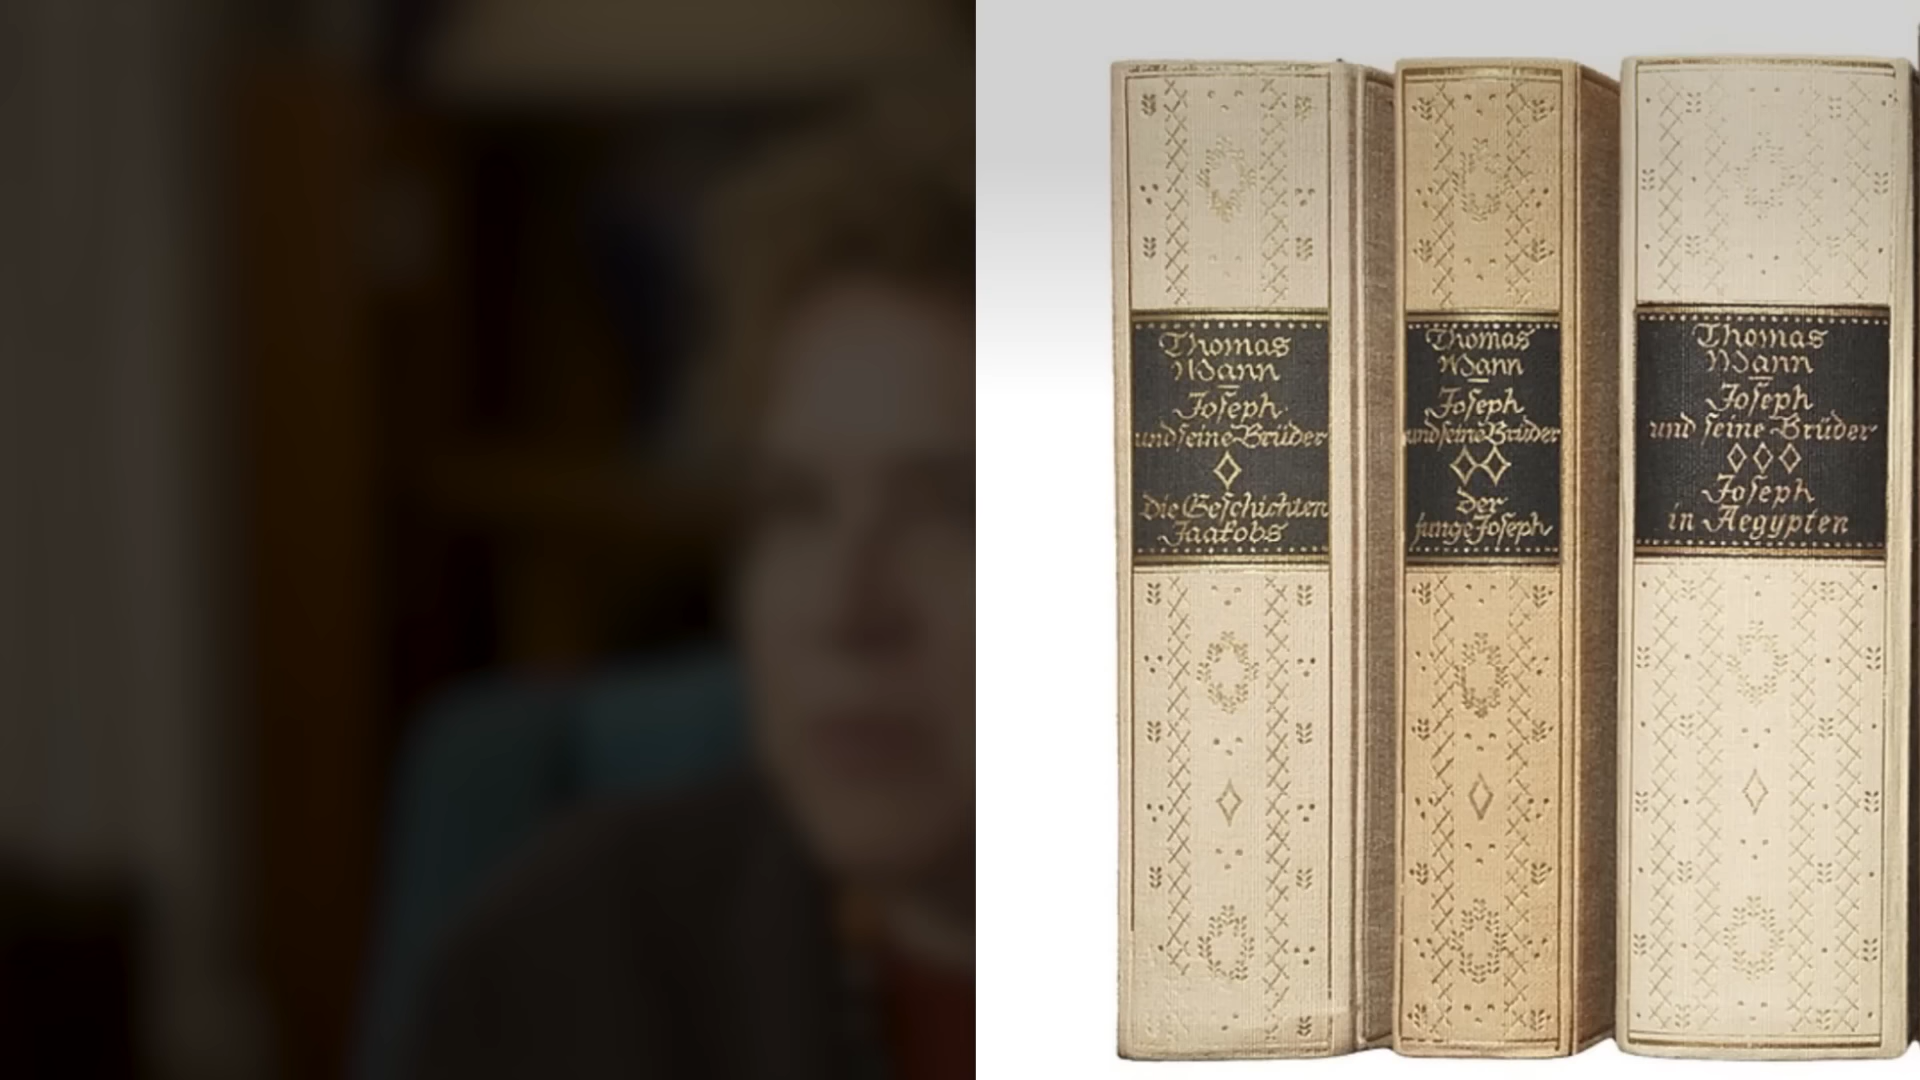 Thomas
Mann
Joseph
und seine Brüder
Die Geschichten
Jaakobs
Thomas
Mann
Joseph
und seine Brüder
Der
junge Joseph
Thomas
Mann
Joseph
und seine Brüder
Joseph
in Aegypten